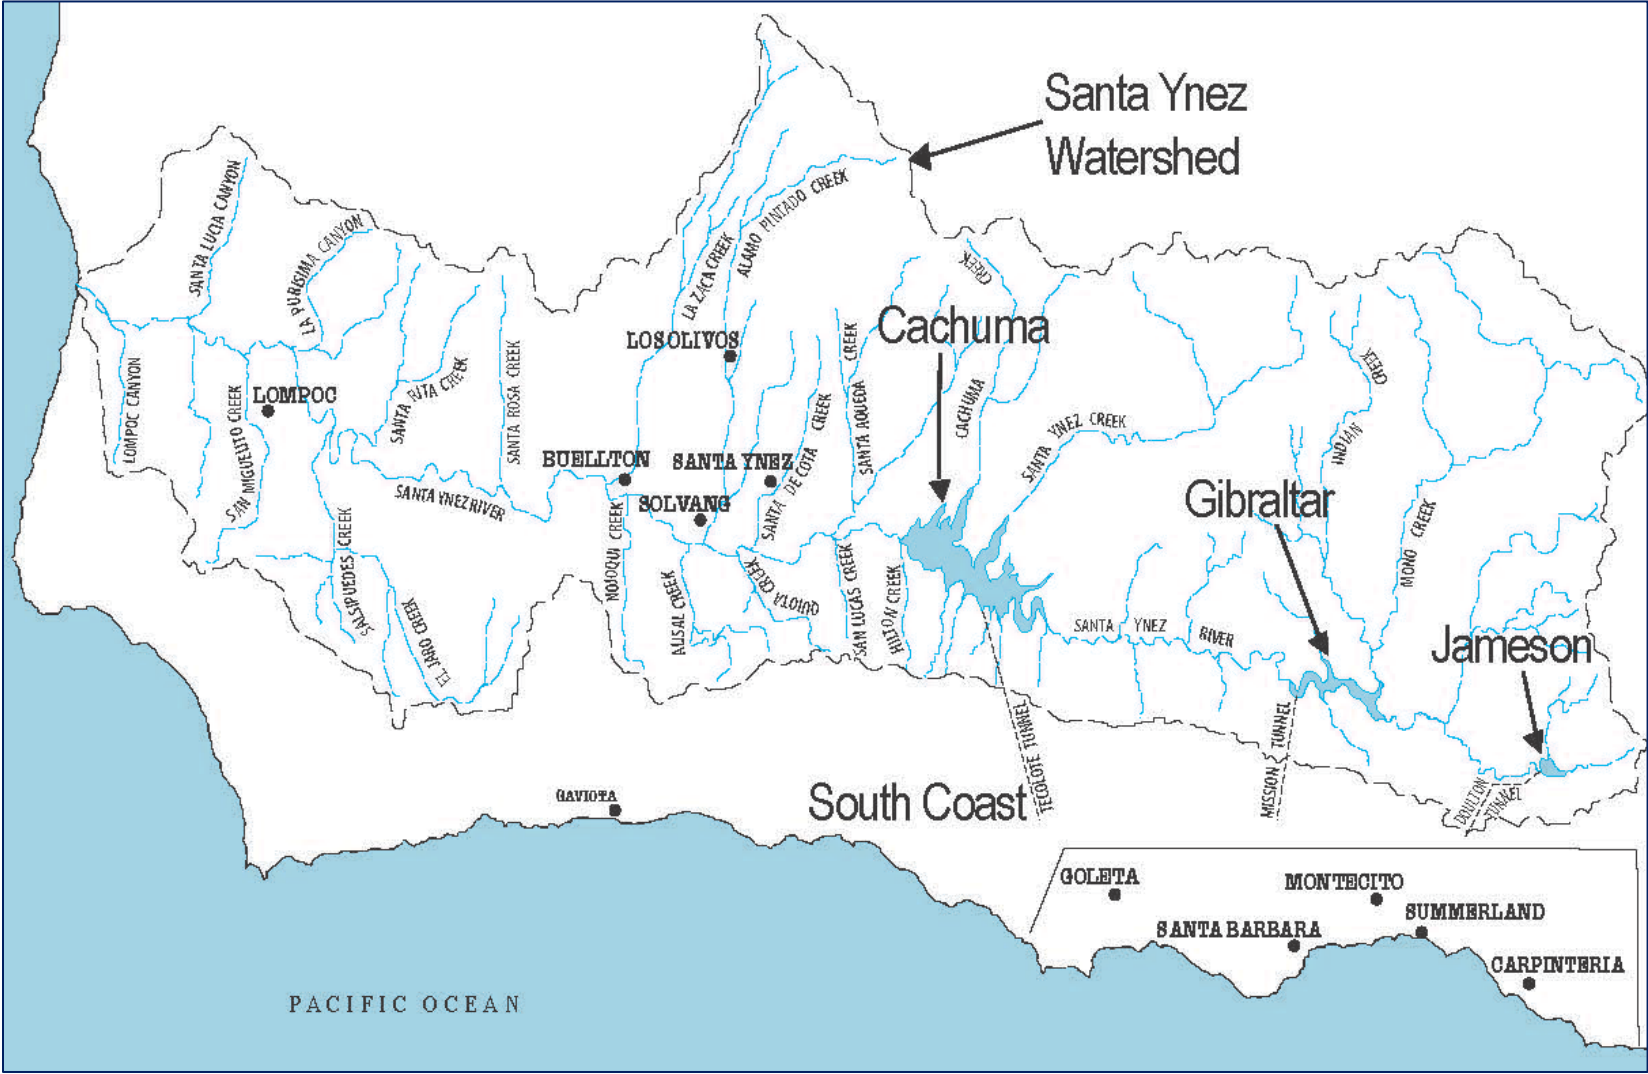 Santa Ynez
Watershed
SANTA LUCIA CANYON
LA PURISIMA CANYON
LA ZACA CREEK
ALAMO PINTADO CREEK
CREEK
Cachuma
LOS OLIVOS
LOMPOC CANYON
SAN MIGUELITO CREEK
LOMPOC
SANTA RITA CREEK
SANTA ROSA CREEK
SANTA AQUEDA CREEK
CACHUMA
SANTA YNEZ CREEK
INDIAN CREEK
BUELLTON
SANTA YNEZ
SANTA DE COTA CREEK
SOLVANG
SANTA YNEZ RIVER
Gibraltar
MONO CREEK
SALSIPUEDES CREEK
EL JARO CREEK
NOJOQUI CREEK
ALISAL CREEK
QUIOTA CREEK
SAN LUCAS CREEK
HILTON CREEK
SANTA YNEZ RIVER
Jameson
TECOLOTE TUNNEL
MISSION TUNNEL
DOULTON
TUNNEL
GAVIOTA
South Coast
GOLETA
MONTECITO
SUMMERLAND
SANTA BARBARA
CARPINTERIA
PACIFIC OCEAN